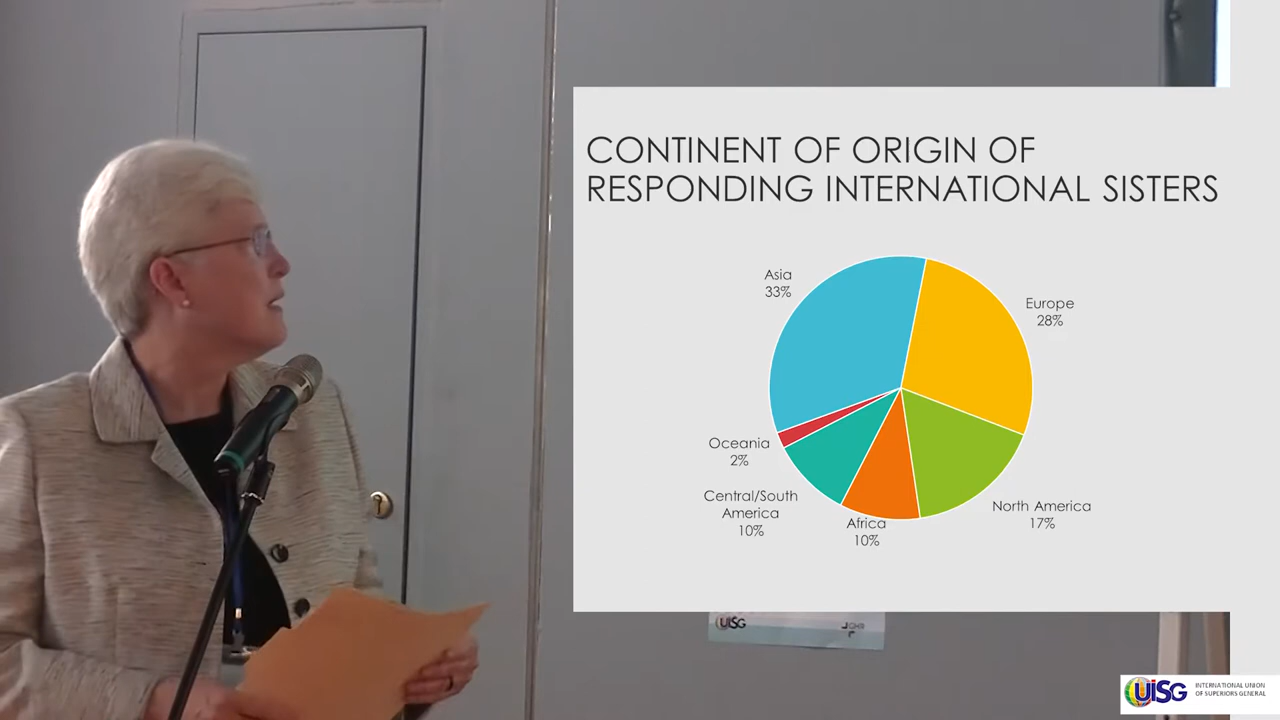 CONTINENT OF ORIGIN OF
RESPONDING INTERNATIONAL SISTERS
Asia
33%
Europe
28%
Oceania
2%
Central/South
America
10%
Africa
10%
North America
17%
UISG
UiSG
INTERNATIONAL UNION
OF SUPERIORS GENERAL